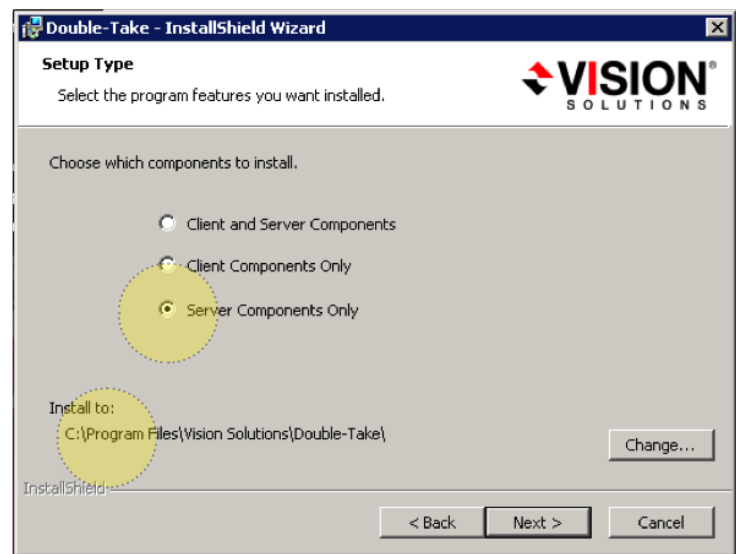 Double-Take - InstallShield Wizard
Setup Type
Select the program features you want installed.
VISION®
SOLUTIONS
Choose which components to install.
Client and Server Components
Client Components Only
Server Components Only
Install to:
C:\Program Files\Vision Solutions\Double-Take\
Change...
InstallShield
< Back
Next >
Cancel